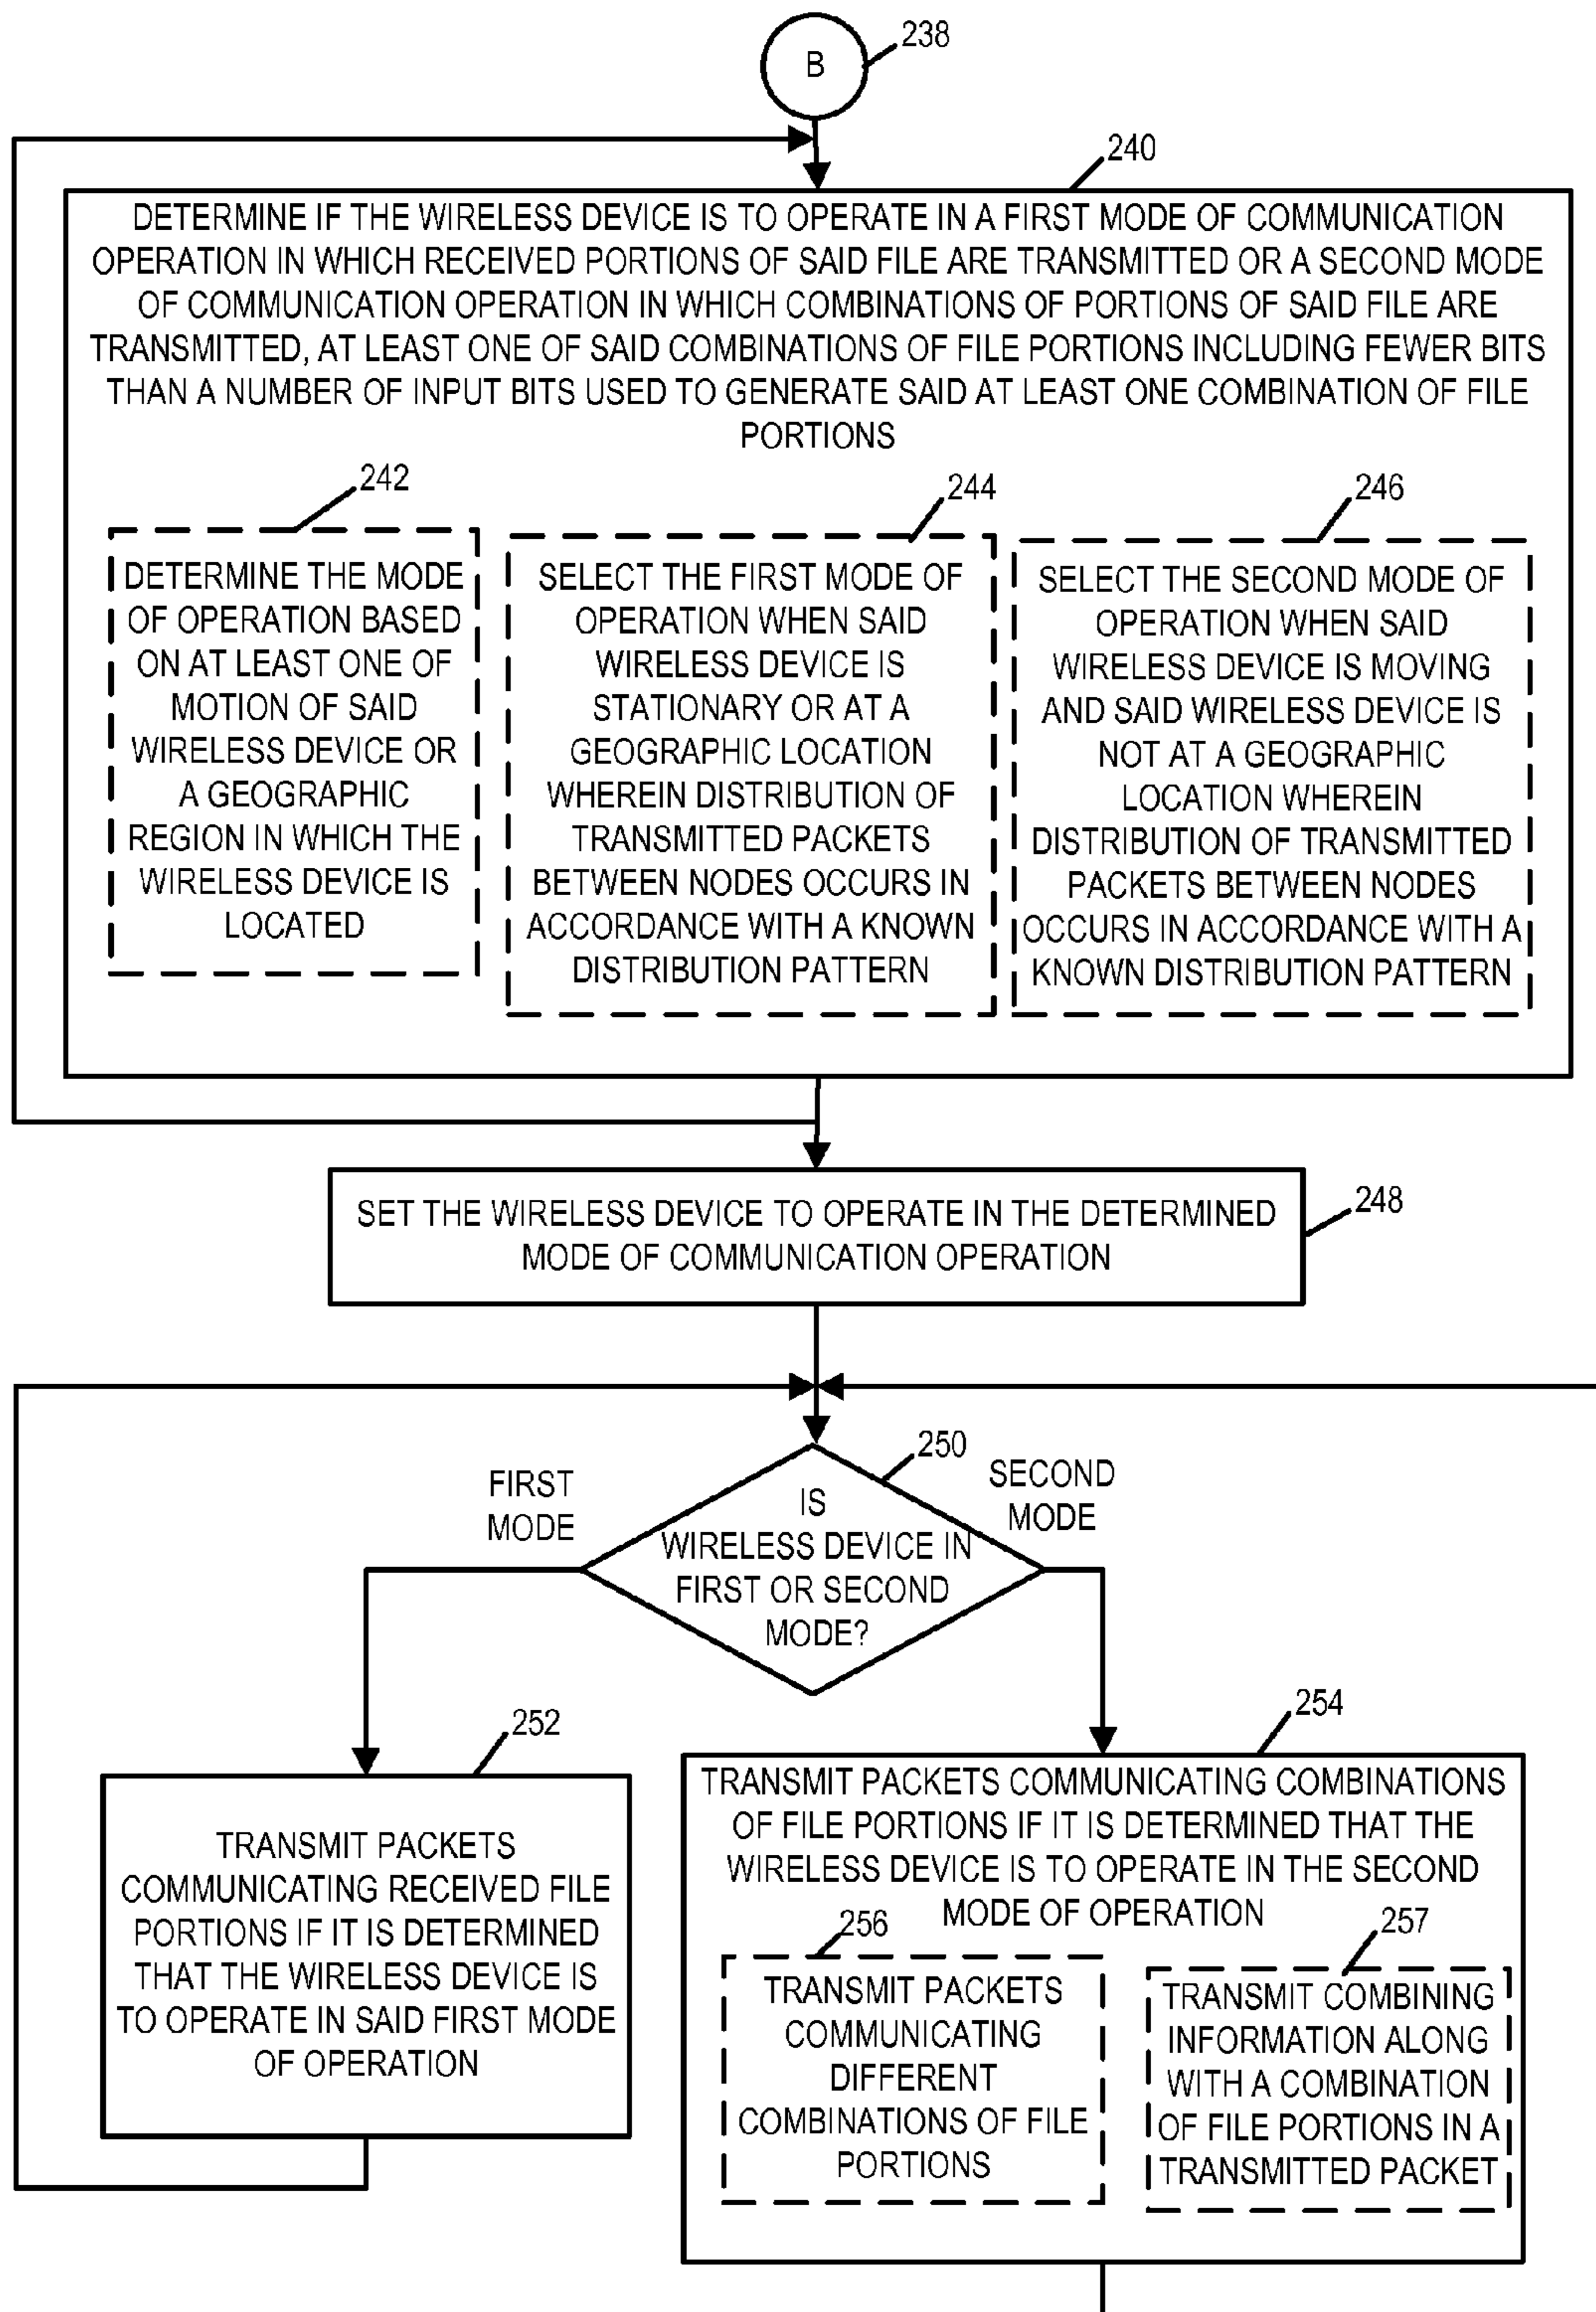 B
238
240
DETERMINE IF THE WIRELESS DEVICE IS TO OPERATE IN A FIRST MODE OF COMMUNICATION
OPERATION IN WHICH RECEIVED PORTIONS OF SAID FILE ARE TRANSMITTED OR A SECOND MODE
OF COMMUNICATION OPERATION IN WHICH COMBINATIONS OF PORTIONS OF SAID FILE ARE
TRANSMITTED, AT LEAST ONE OF SAID COMBINATIONS OF FILE PORTIONS INCLUDING FEWER BITS
THAN A NUMBER OF INPUT BITS USED TO GENERATE SAID AT LEAST ONE COMBINATION OF FILE
PORTIONS
242
DETERMINE THE MODE
OF OPERATION BASED
ON AT LEAST ONE OF
MOTION OF SAID
WIRELESS DEVICE OR
A GEOGRAPHIC
REGION IN WHICH THE
WIRELESS DEVICE IS
LOCATED
244
SELECT THE FIRST MODE OF
OPERATION WHEN SAID
WIRELESS DEVICE IS
STATIONARY OR AT A
GEOGRAPHIC LOCATION
WHEREIN DISTRIBUTION OF
TRANSMITTED PACKETS
BETWEEN NODES OCCURS IN
ACCORDANCE WITH A KNOWN
DISTRIBUTION PATTERN
246
SELECT THE SECOND MODE OF
OPERATION WHEN SAID
WIRELESS DEVICE IS MOVING
AND SAID WIRELESS DEVICE IS
NOT AT A GEOGRAPHIC
LOCATION WHEREIN
DISTRIBUTION OF TRANSMITTED
PACKETS BETWEEN NODES
OCCURS IN ACCORDANCE WITH A
KNOWN DISTRIBUTION PATTERN
248
SET THE WIRELESS DEVICE TO OPERATE IN THE DETERMINED
MODE OF COMMUNICATION OPERATION
250
FIRST
MODE
SECOND
MODE
IS
WIRELESS DEVICE IN
FIRST OR SECOND
MODE?
252
TRANSMIT PACKETS
COMMUNICATING RECEIVED FILE
PORTIONS IF IT IS DETERMINED
THAT THE WIRELESS DEVICE IS
TO OPERATE IN SAID FIRST MODE
OF OPERATION
254
TRANSMIT PACKETS COMMUNICATING COMBINATIONS
OF FILE PORTIONS IF IT IS DETERMINED THAT THE
WIRELESS DEVICE IS TO OPERATE IN THE SECOND
MODE OF OPERATION
256
TRANSMIT PACKETS
COMMUNICATING
DIFFERENT
COMBINATIONS OF FILE
PORTIONS
257
TRANSMIT COMBINING
INFORMATION ALONG
WITH A COMBINATION
OF FILE PORTIONS IN A
TRANSMITTED PACKET